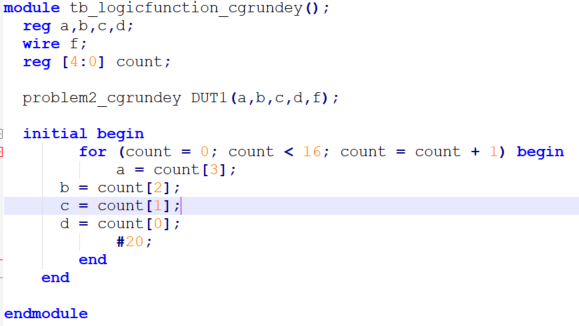 module tb_logicfunction_cgrundey();
reg a,b,c,d;
wire f;
reg [4:0] count;
problem2_cgrundey DUT1(a,b,c,d,f);
initial begin
for (count = 0; count < 16; count = count + 1) begin
a = count[3];
b = count[2];
c = count[1];
d = count[0];
#20;
end
end
endmodule